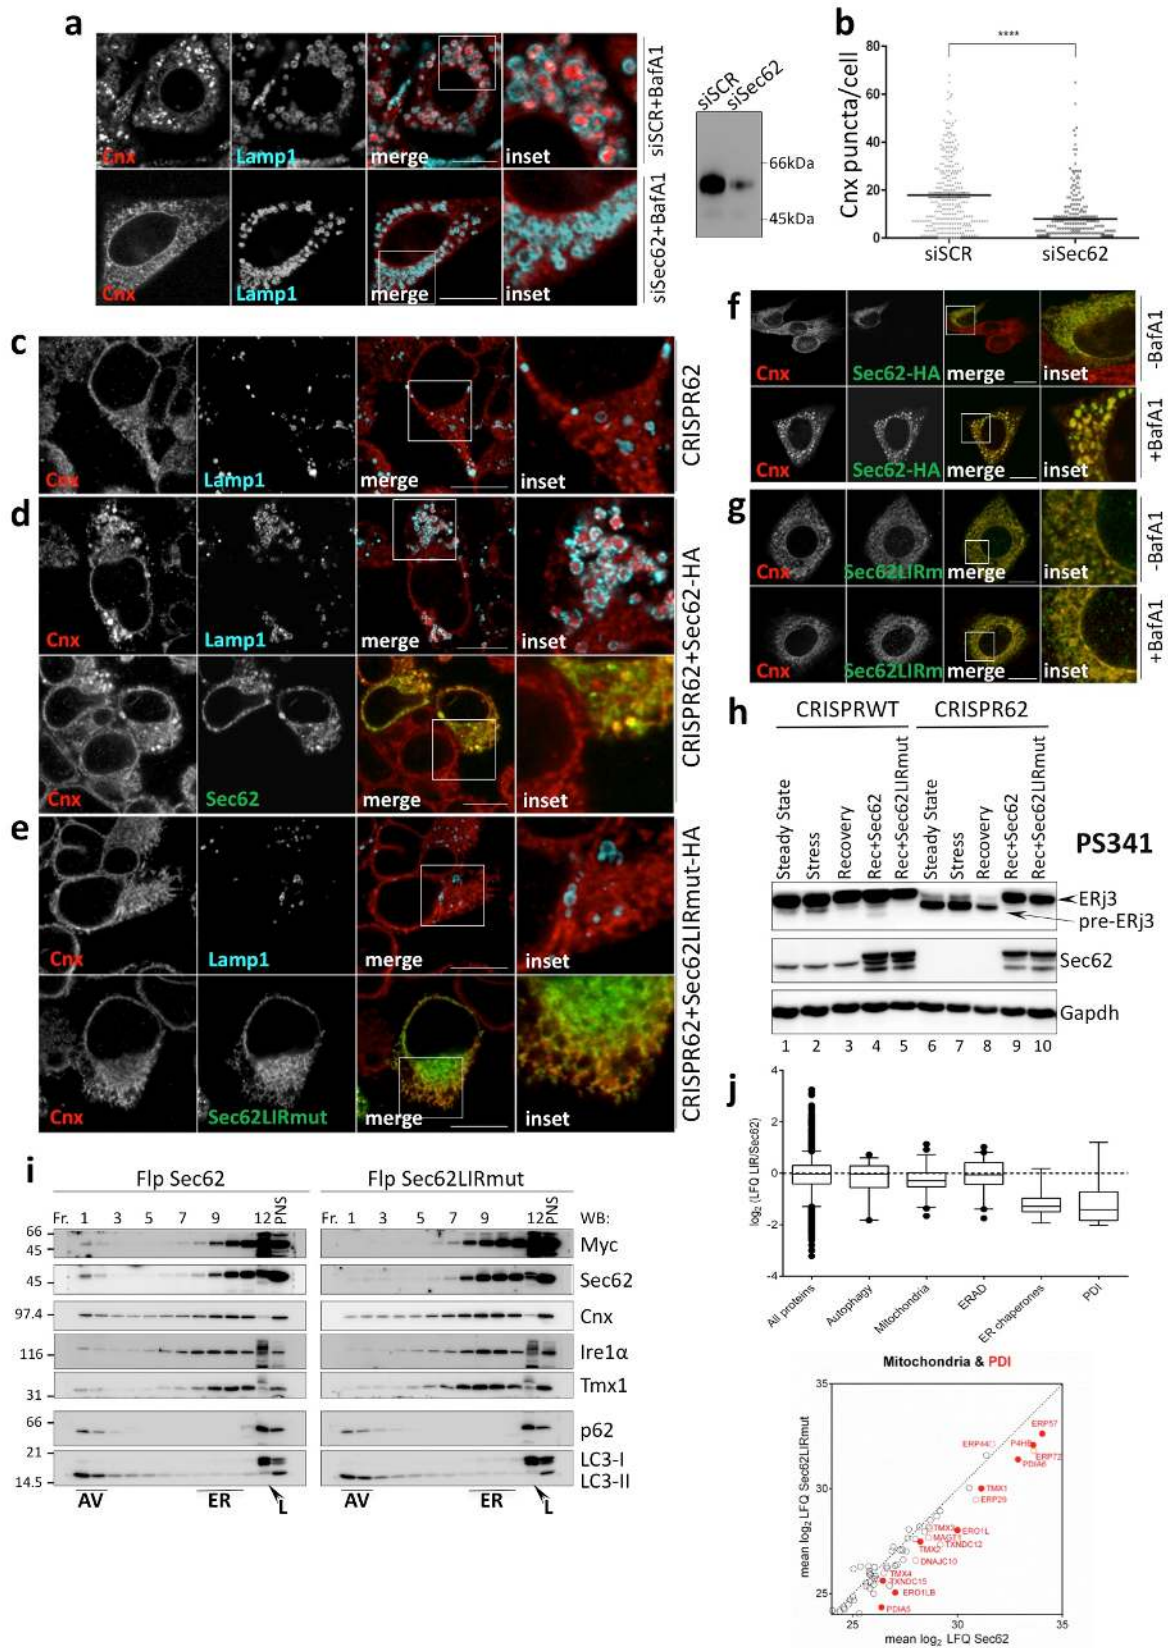 a
Cnx
Lamp1
merge
inset
siSCR+BafA1
Cnx
Lamp1
merge
inset
siSec62+BafA1
siSCR
siSec62
66kDa
45kDa
b
Cnx puncta/cell
80
60
40
20
0
****
siSCR
siSec62
c
Cnx
Lamp1
merge
inset
CRISPR62
d
Cnx
Lamp1
merge
inset
Cnx
Sec62
merge
inset
CRISPR62+Sec62-HA
e
Cnx
Lamp1
merge
inset
Cnx
Sec62LIRmut
merge
inset
CRISPR62+Sec62LIRmut-HA
f
Cnx
Sec62-HA
merge
inset
-BafA1
Cnx
Sec62-HA
merge
inset
+BafA1
g
Cnx
Sec62LIRm
merge
inset
-BafA1
Cnx
Sec62LIRm
merge
inset
+BafA1
h
CRISPRWT CRISPR62
Steady State
Stress
Recovery
Rec+Sec62
Rec+Sec62LIRmut
Steady State
Stress
Recovery
Rec+Sec62
Rec+Sec62LIRmut
PS341
ERj3
pre-ERj3
Sec62
Gapdh
1 2 3 4 5 6 7 8 9 10
i
Flp Sec62 Flp Sec62LIRmut
Fr. 1 3 5 7 9 12 PNS Fr. 1 3 5 7 9 12 PNS WB:
66
45
Myc
45
Sec62
97.4
Cnx
116
Ire1α
31
Tmx1
66
p62
21
LC3-I
14.5
LC3-II
AV ER L AV ER L
j
log2 (LFQ LIR/Sec62)
4
2
0
-2
-4
All proteins
Autophagy
Mitochondria
ERAD
ER chaperones
PDI
Mitochondria & PDI
mean log2 LFQ Sec62LIRmut
35
30
25
ERP57
ERP44
P4HB
ERP72
PDIA6
TMX1
ERP29
TMX3
ERO1L
MAGT1
TXNDC12
TMX2
DNAJC10
TMX4
TXNDC15
ERO1LB
PDIA5
25 30 35
mean log2 LFQ Sec62